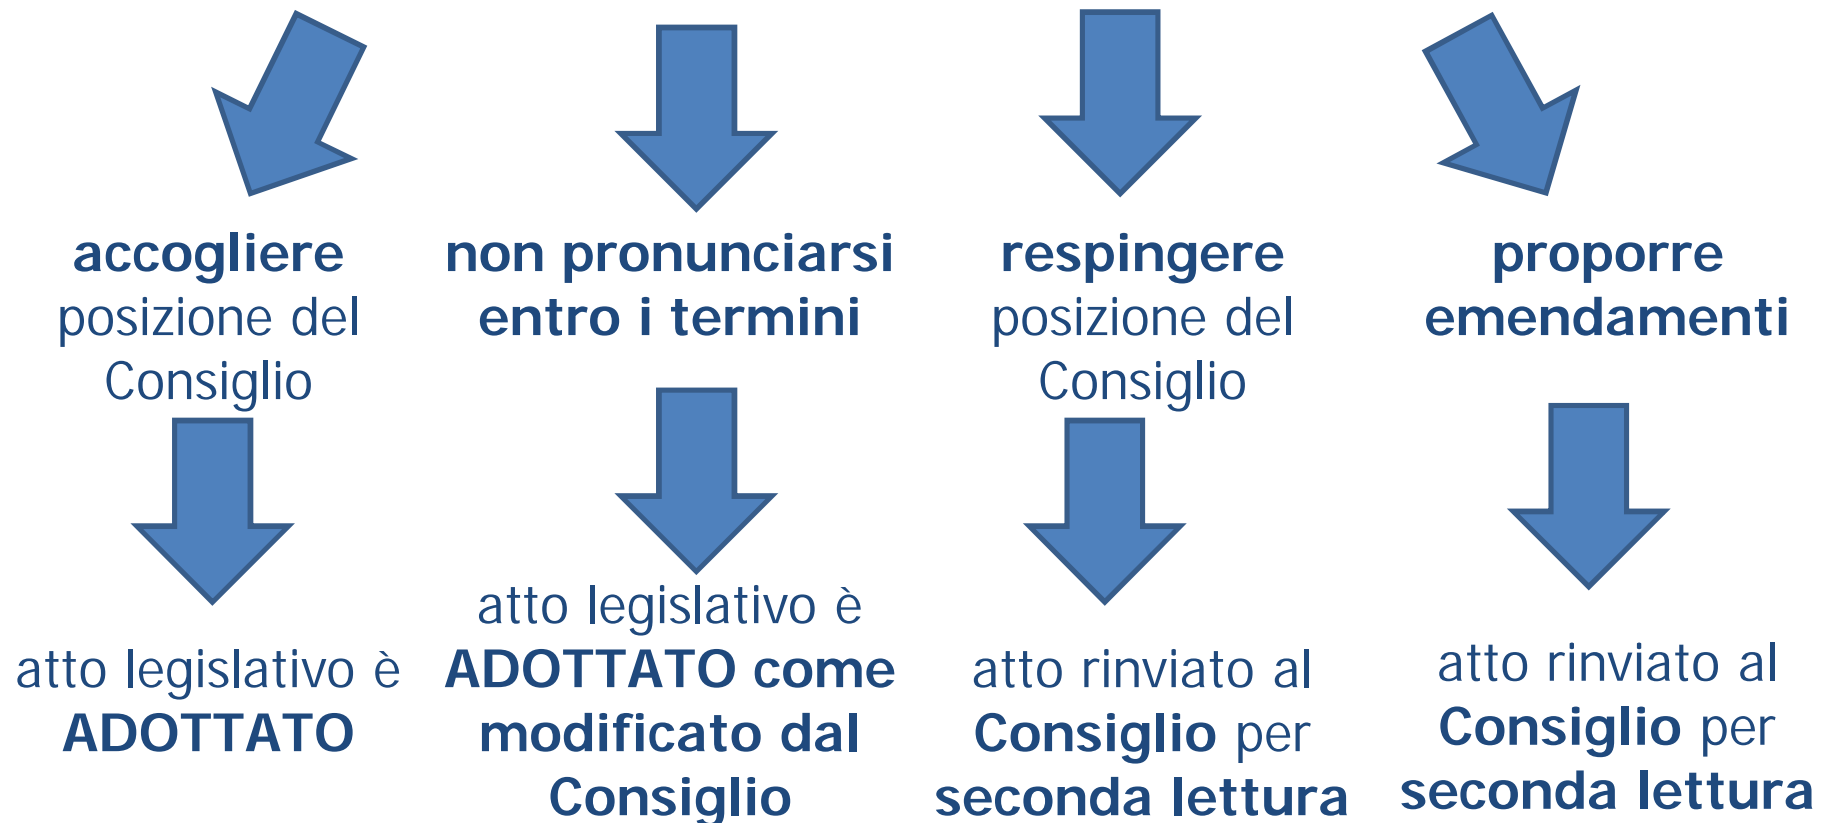 accogliere
posizione del
Consiglio
non pronunciarsi
entro i termini
respingere
posizione del
Consiglio
proporre
emendamenti
atto legislativo è
ADOTTATO
atto legislativo è
ADOTTATO come
modificato dal
Consiglio
atto rinviato al
Consiglio per
seconda lettura
atto rinviato al
Consiglio per
seconda lettura